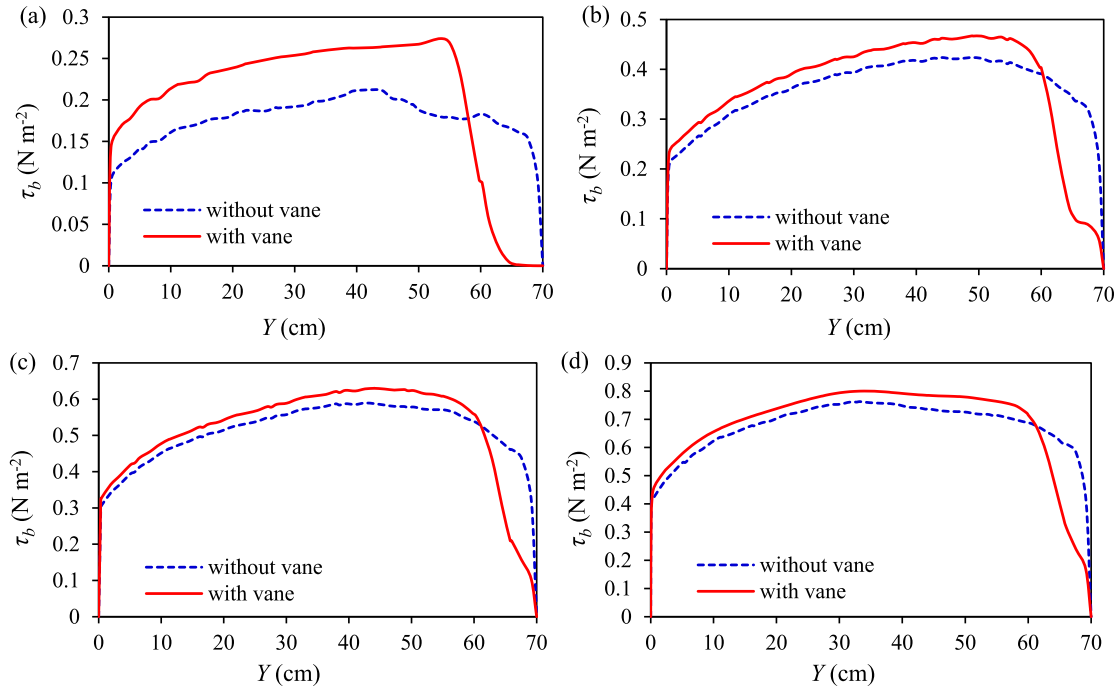 (a)
0.3
0.25
0.2
0.15
0.1
0.05
0
τb (N m-2)
without vane
with vane
0 10 20 30 40 50 60 70
Y (cm)
(b)
0.5
0.4
0.3
0.2
0.1
0
τb (N m-2)
without vane
with vane
0 10 20 30 40 50 60 70
Y (cm)
(c)
0.7
0.6
0.5
0.4
0.3
0.2
0.1
0
τb (N m-2)
without vane
with vane
0 10 20 30 40 50 60 70
Y (cm)
(d)
0.9
0.8
0.7
0.6
0.5
0.4
0.3
0.2
0.1
0
τb (N m-2)
without vane
with vane
0 10 20 30 40 50 60 70
Y (cm)